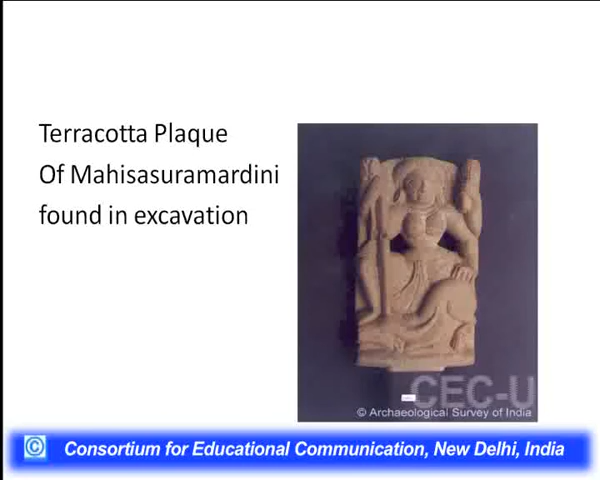 Terracotta Plaque
Of Mahisasuramardini
found in excavation
CEC-U
© Archaeological Survey of India
© Consortium for Educational Communication, New Delhi, India